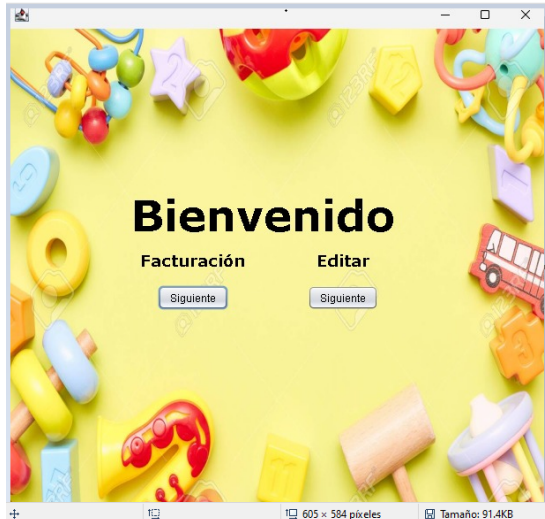 Bienvenido
Facturación Editar
Siguiente Siguiente
605 × 584 píxeles Tamaño: 91.4KB